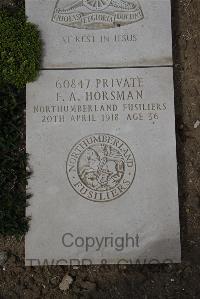 GLORIA
AT REST IN JESUS
60847 PRIVATE
F. A. HORSMAN
NORTHUMBERLAND FUSILIERS
20TH APRIL 1918 AGE 36
NORTHUMBERLAND
FUSILIERS
Copyright
TWGPP & CWGC